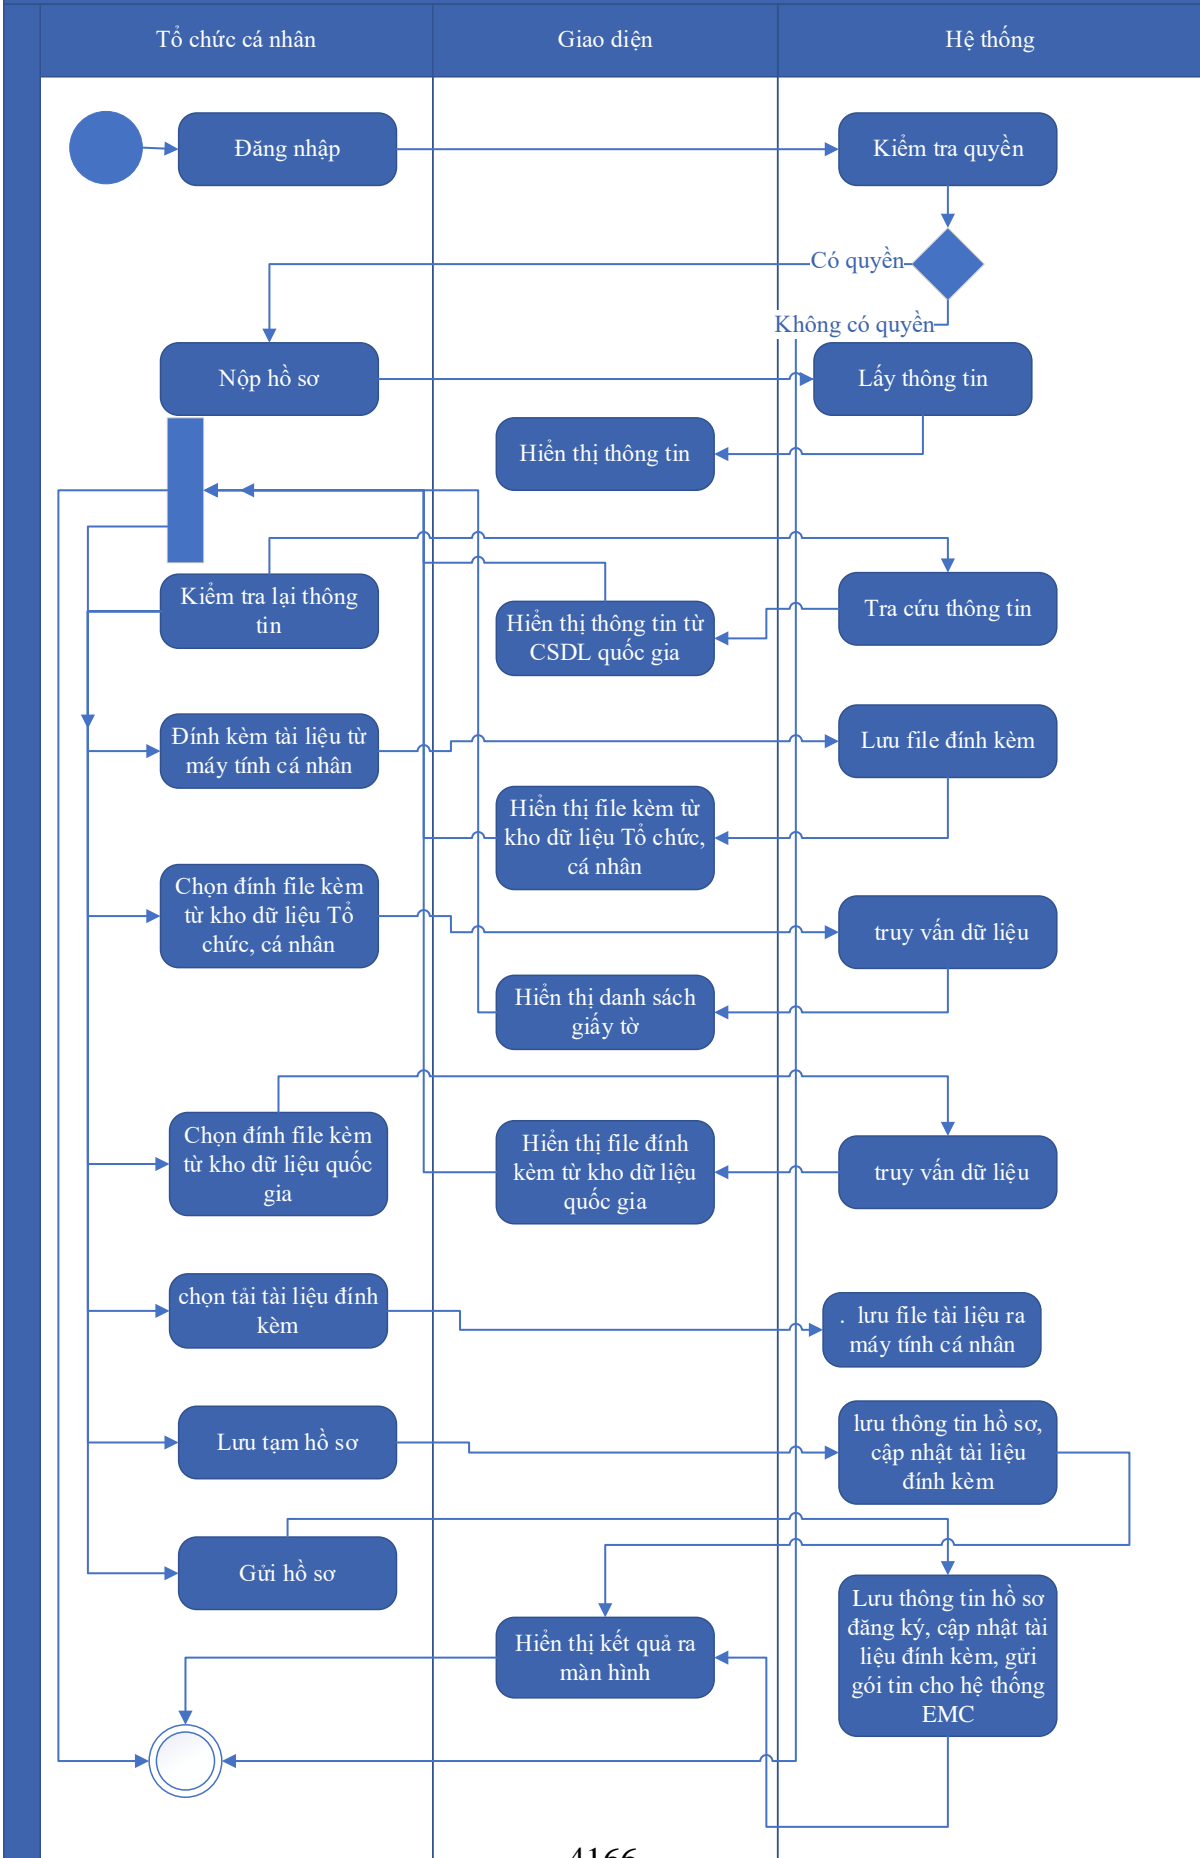 Tổ chức cá nhân
Giao diện
Hệ thống
Đăng nhập
Kiểm tra quyền
Có quyền
Không có quyền
Nộp hồ sơ
Lấy thông tin
Hiển thị thông tin
Kiểm tra lại thông
tin
Hiển thị thông tin từ
CSDL quốc gia
Tra cứu thông tin
Đính kèm tài liệu từ
máy tính cá nhân
Lưu file đính kèm
Hiển thị file kèm từ
kho dữ liệu Tổ chức,
cá nhân
Chọn đính file kèm
từ kho dữ liệu Tổ
chức, cá nhân
truy vấn dữ liệu
Hiển thị danh sách
giấy tờ
Chọn đính file kèm
từ kho dữ liệu quốc
gia
Hiển thị file đính
kèm từ kho dữ liệu
quốc gia
truy vấn dữ liệu
chọn tải tài liệu đính
kèm
. lưu file tài liệu ra
máy tính cá nhân
Lưu tạm hồ sơ
lưu thông tin hồ sơ,
cập nhật tài liệu
đính kèm
Gửi hồ sơ
Lưu thông tin hồ sơ
đăng ký, cập nhật tài
liệu đính kèm, gửi
gói tin cho hệ thống
EMC
Hiển thị kết quả ra
màn hình
4166